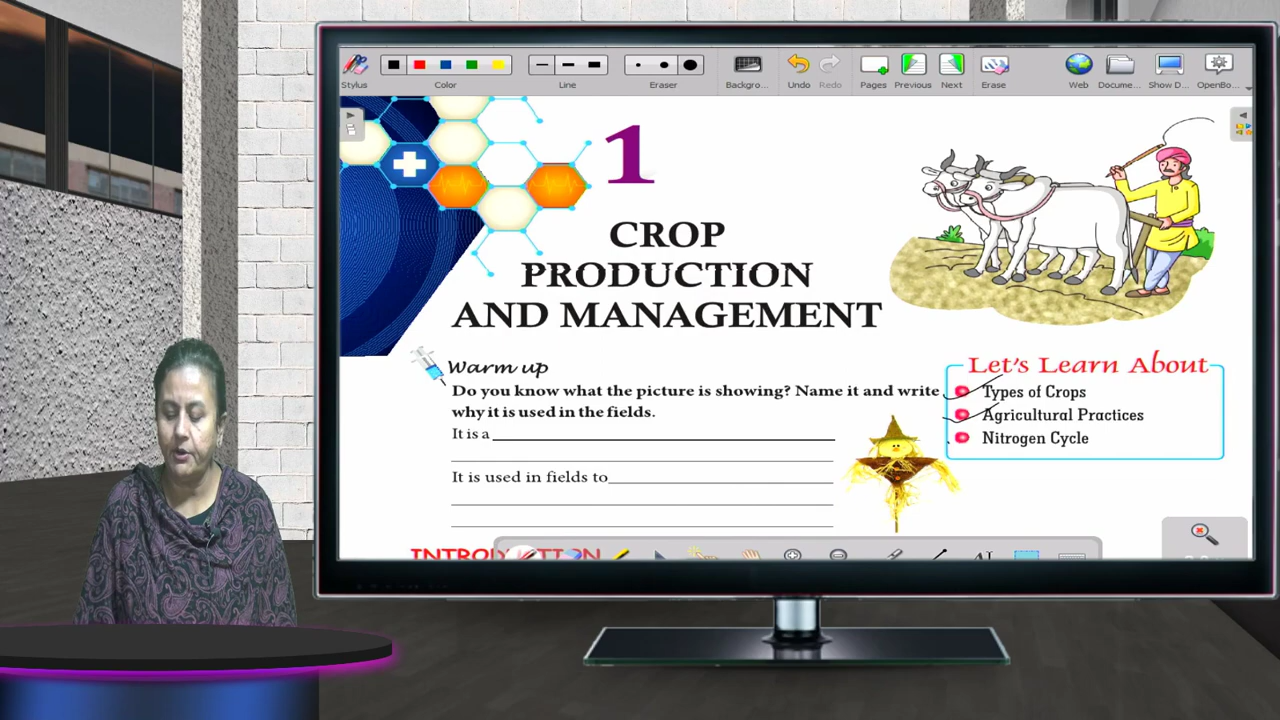 Stylus
Color
Line
Eraser
Backgro...
Undo
Redo
Pages
Previous
Next
Erase
Web
Docume...
Show D...
OpenBo...
1
CROP
PRODUCTION
AND MANAGEMENT
Warm up
Do you know what the picture is showing? Name it and write
why it is used in the fields.
It is a
It is used in fields to
Let's Learn About
Types of Crops
Agricultural Practices
Nitrogen Cycle